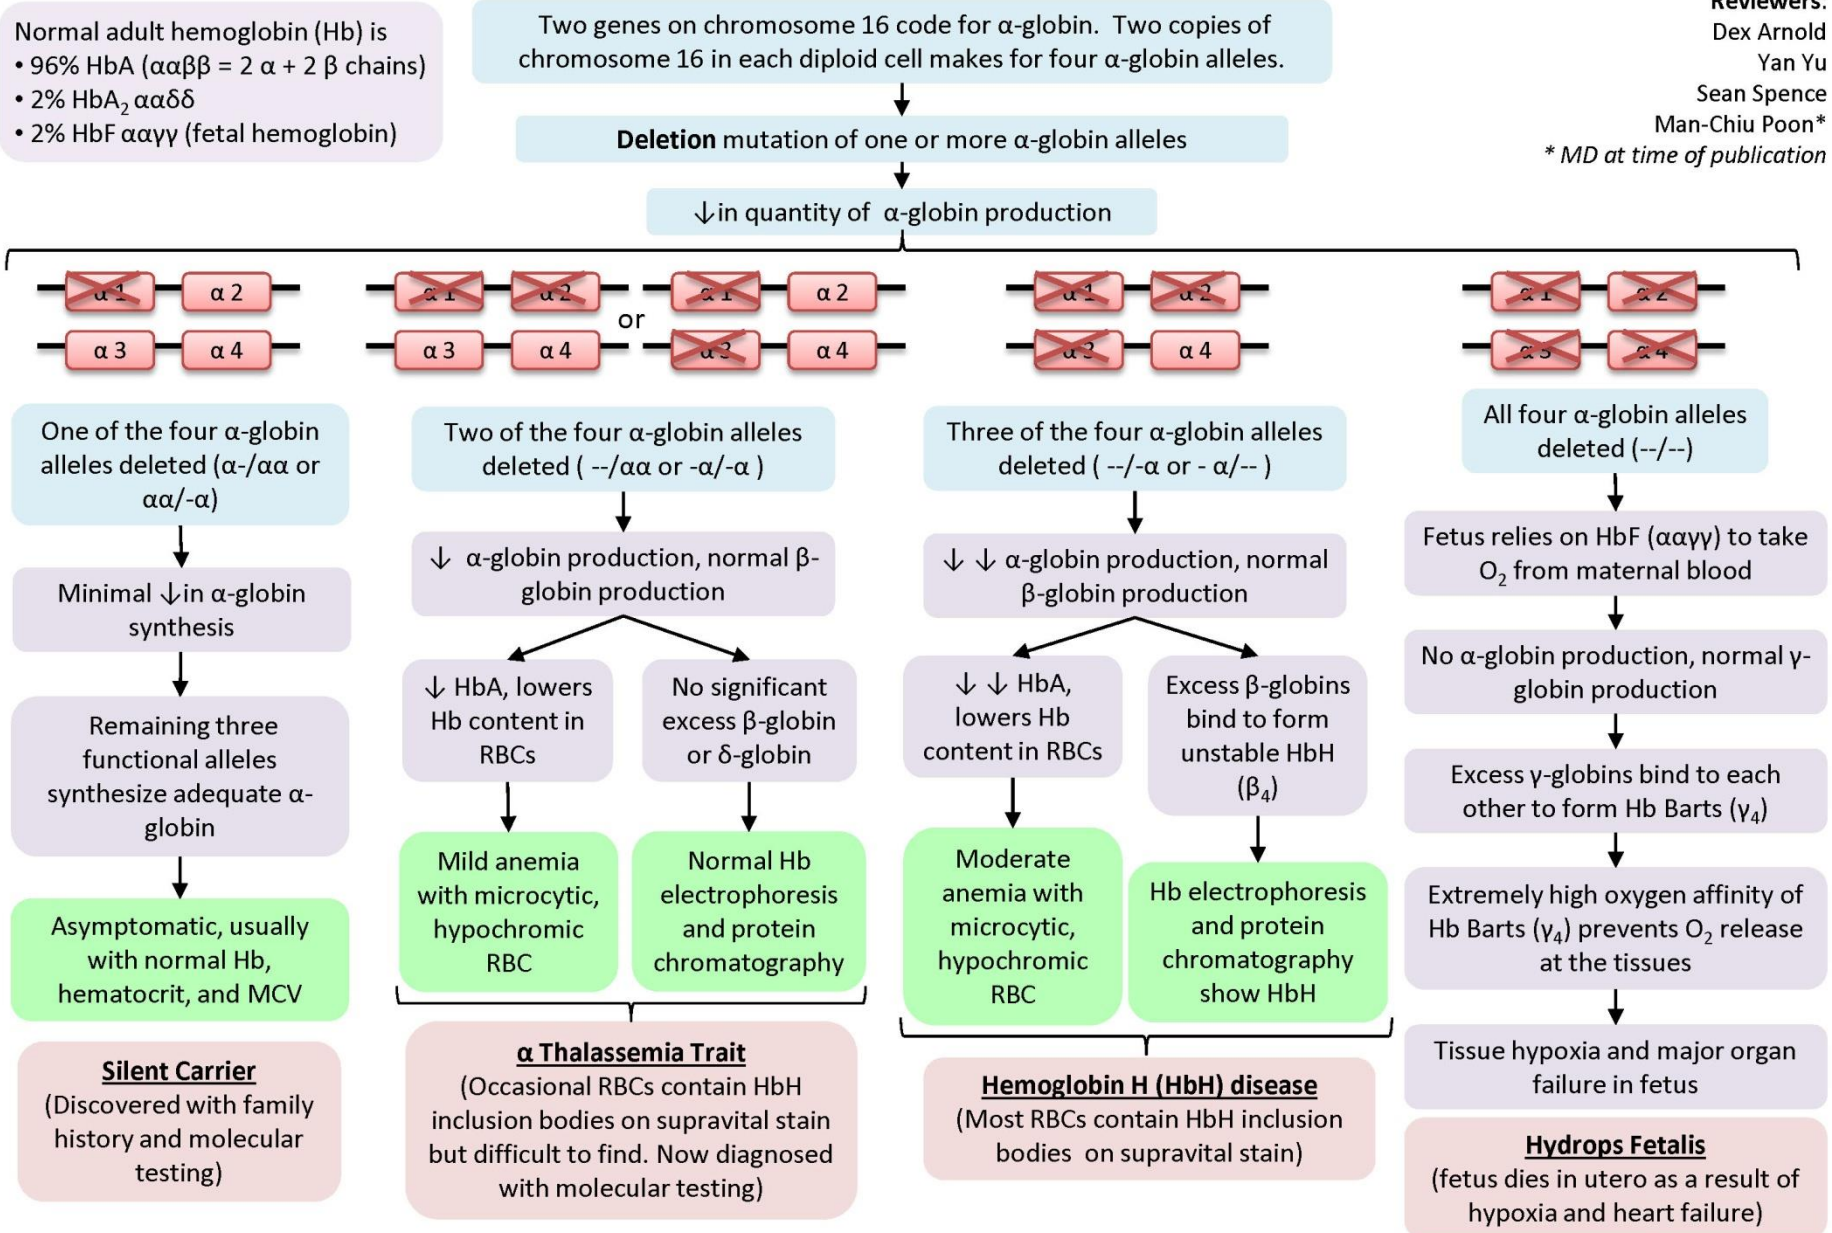 Normal adult hemoglobin (Hb) is
• 96% HbA (ααββ = 2 α + 2 β chains)
• 2% HbA₂ ααδδ
• 2% HbF ααγγ (fetal hemoglobin)
Two genes on chromosome 16 code for α-globin. Two copies of
chromosome 16 in each diploid cell makes for four α-globin alleles.
Reviewers:
Dex Arnold
Yan Yu
Sean Spence
Man-Chiu Poon*
* MD at time of publication
Deletion mutation of one or more α-globin alleles
↓ in quantity of α-globin production
α 1 α 2
α 3 α 4
α 1 α 2
α 3 α 4
or
α 1 α 2
α 3 α 4
α 1 α 2
α 3 α 4
α 1 α 2
α 3 α 4
One of the four α-globin
alleles deleted (α-/αα or
αα/-α)
Minimal ↓ in α-globin
synthesis
Remaining three
functional alleles
synthesize adequate α-
globin
Asymptomatic, usually
with normal Hb,
hematocrit, and MCV
Silent Carrier
(Discovered with family
history and molecular
testing)
Two of the four α-globin alleles
deleted ( --/αα or -α/-α )
↓ α-globin production, normal β-
globin production
↓ HbA, lowers
Hb content in
RBCs
No significant
excess β-globin
or δ-globin
Mild anemia
with microcytic,
hypochromic
RBC
Normal Hb
electrophoresis
and protein
chromatography
α Thalassemia Trait
(Occasional RBCs contain HbH
inclusion bodies on supravital stain
but difficult to find. Now diagnosed
with molecular testing)
Three of the four α-globin alleles
deleted ( --/-α or - α/-- )
↓ ↓ α-globin production, normal
β-globin production
↓ ↓ HbA,
lowers Hb
content in RBCs
Excess β-globins
bind to form
unstable HbH
(β₄)
Moderate
anemia with
microcytic,
hypochromic
RBC
Hb electrophoresis
and protein
chromatography
show HbH
Hemoglobin H (HbH) disease
(Most RBCs contain HbH inclusion
bodies on supravital stain)
All four α-globin alleles
deleted (--/--)
Fetus relies on HbF (ααγγ) to take
O₂ from maternal blood
No α-globin production, normal γ-
globin production
Excess γ-globins bind to each
other to form Hb Barts (γ₄)
Extremely high oxygen affinity of
Hb Barts (γ₄) prevents O₂ release
at the tissues
Tissue hypoxia and major organ
failure in fetus
Hydrops Fetalis
(fetus dies in utero as a result of
hypoxia and heart failure)